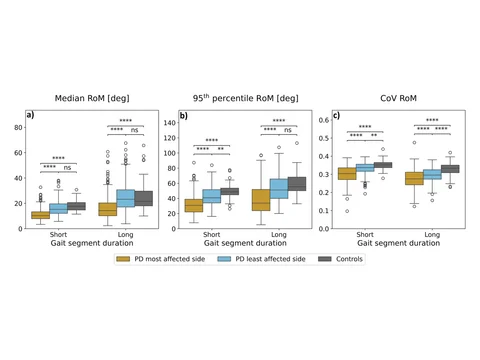 Median RoM [deg]
95th percentile RoM [deg]
CoV RoM
a)
80
60
40
20
0
****
****
ns
****
****
ns
Short
Long
Gait segment duration
b)
140
120
100
80
60
40
20
0
****
****
**
****
****
ns
Short
Long
Gait segment duration
c)
0.6
0.5
0.4
0.3
0.2
0.1
0.0
****
****
**
****
****
****
Short
Long
Gait segment duration
PD most affected side
PD least affected side
Controls